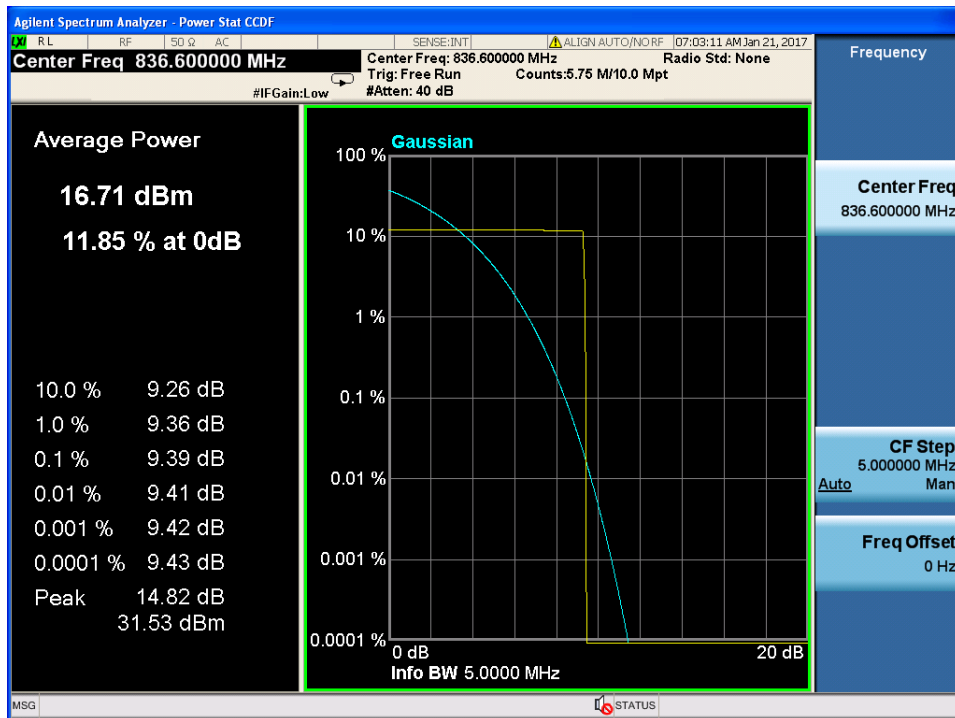 Agilent Spectrum Analyzer - Power Stat CCDF
LXI RL RF 50 Ω AC SENSE:INT ALIGN AUTO/NO RF 07:03:11 AM Jan 21, 2017
Center Freq 836.600000 MHz
#IFGain:Low
Center Freq: 836.600000 MHz Radio Std: None
Trig: Free Run Counts:5.75 M/10.0 Mpt
#Atten: 40 dB
Average Power
16.71 dBm
11.85 % at 0dB
10.0 % 9.26 dB
1.0 % 9.36 dB
0.1 % 9.39 dB
0.01 % 9.41 dB
0.001 % 9.42 dB
0.0001 % 9.43 dB
Peak 14.82 dB
31.53 dBm
Gaussian
100 %
10 %
1 %
0.1 %
0.01 %
0.001 %
0.0001 %
0 dB 20 dB
Info BW 5.0000 MHz
Frequency
Center Freq
836.600000 MHz
CF Step
5.000000 MHz
Auto Man
Freq Offset
0 Hz
MSG STATUS